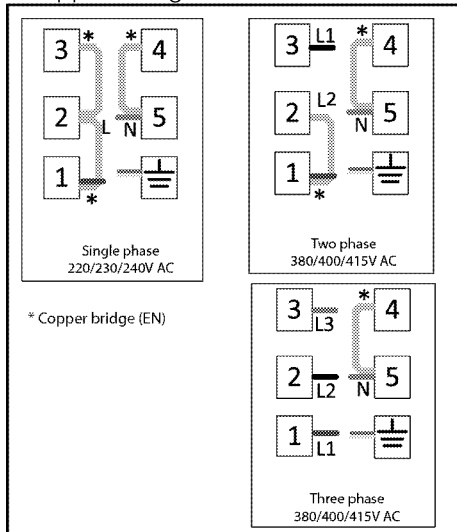 3 * * 4
2 L N 5
1
*
Single phase
220/230/240V AC
3 L1 * 4
2 L2 N 5
1
*
Two phase
380/400/415V AC
* Copper bridge (EN)
3 L3 * 4
2 L2 N 5
1 L1
Three phase
380/400/415V AC